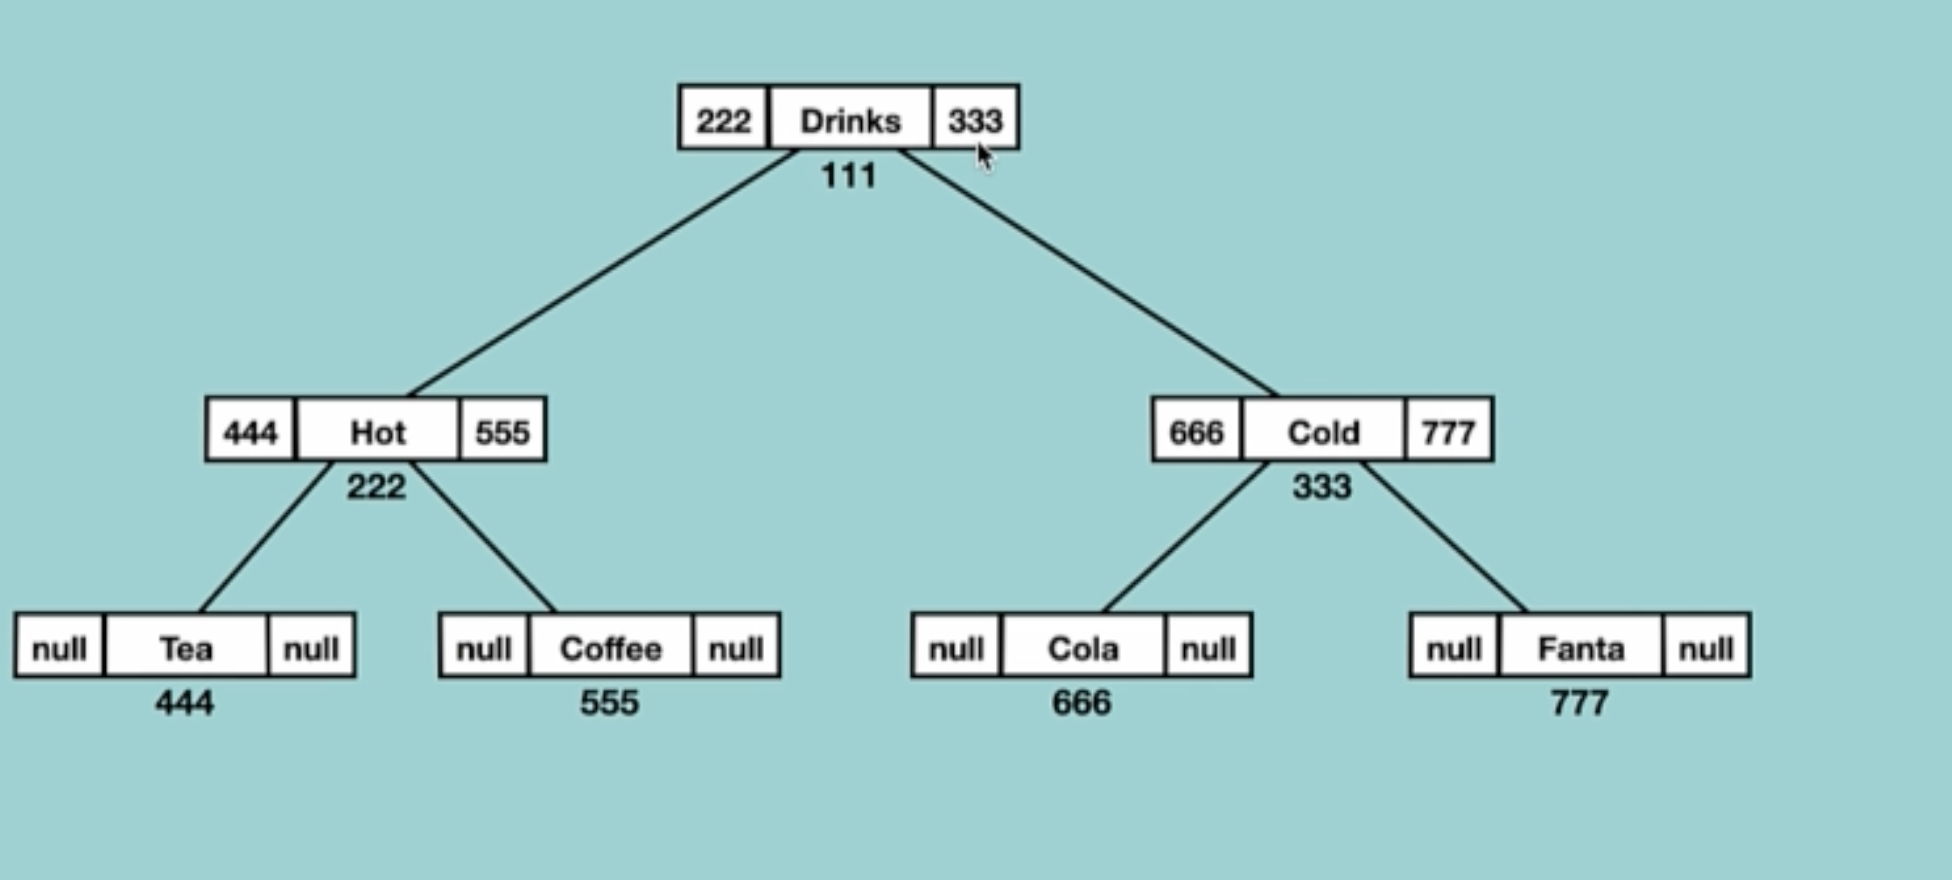 222 Drinks 333
111
444 Hot 555
666 Cold 777
222
333
null Tea null
null Coffee null
null Cola null
null Fanta null
444
555
666
777